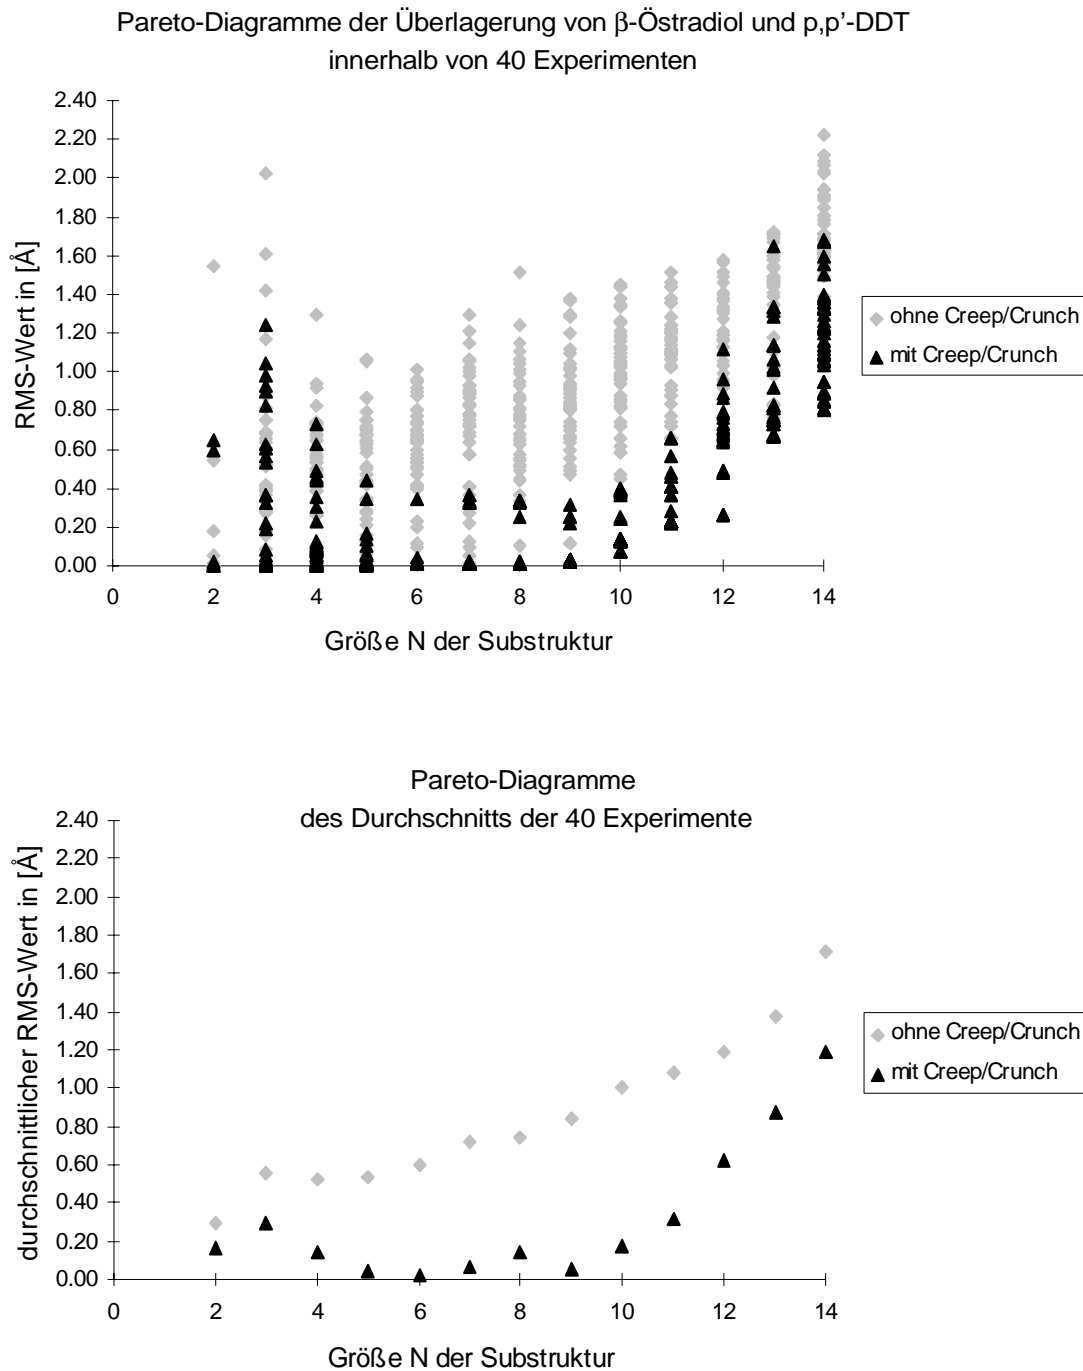 Pareto-Diagramme der Überlagerung von β-Östradiol und p,p’-DDT
innerhalb von 40 Experimenten
2.40
2.20
2.00
1.80
1.60
1.40
1.20
1.00
0.80
0.60
0.40
0.20
0.00
RMS-Wert in [Å]
0 2 4 6 8 10 12 14
Größe N der Substruktur
ohne Creep/Crunch
mit Creep/Crunch
Pareto-Diagramme
des Durchschnitts der 40 Experimente
2.40
2.20
2.00
1.80
1.60
1.40
1.20
1.00
0.80
0.60
0.40
0.20
0.00
durchschnittlicher RMS-Wert in [Å]
0 2 4 6 8 10 12 14
Größe N der Substruktur
ohne Creep/Crunch
mit Creep/Crunch